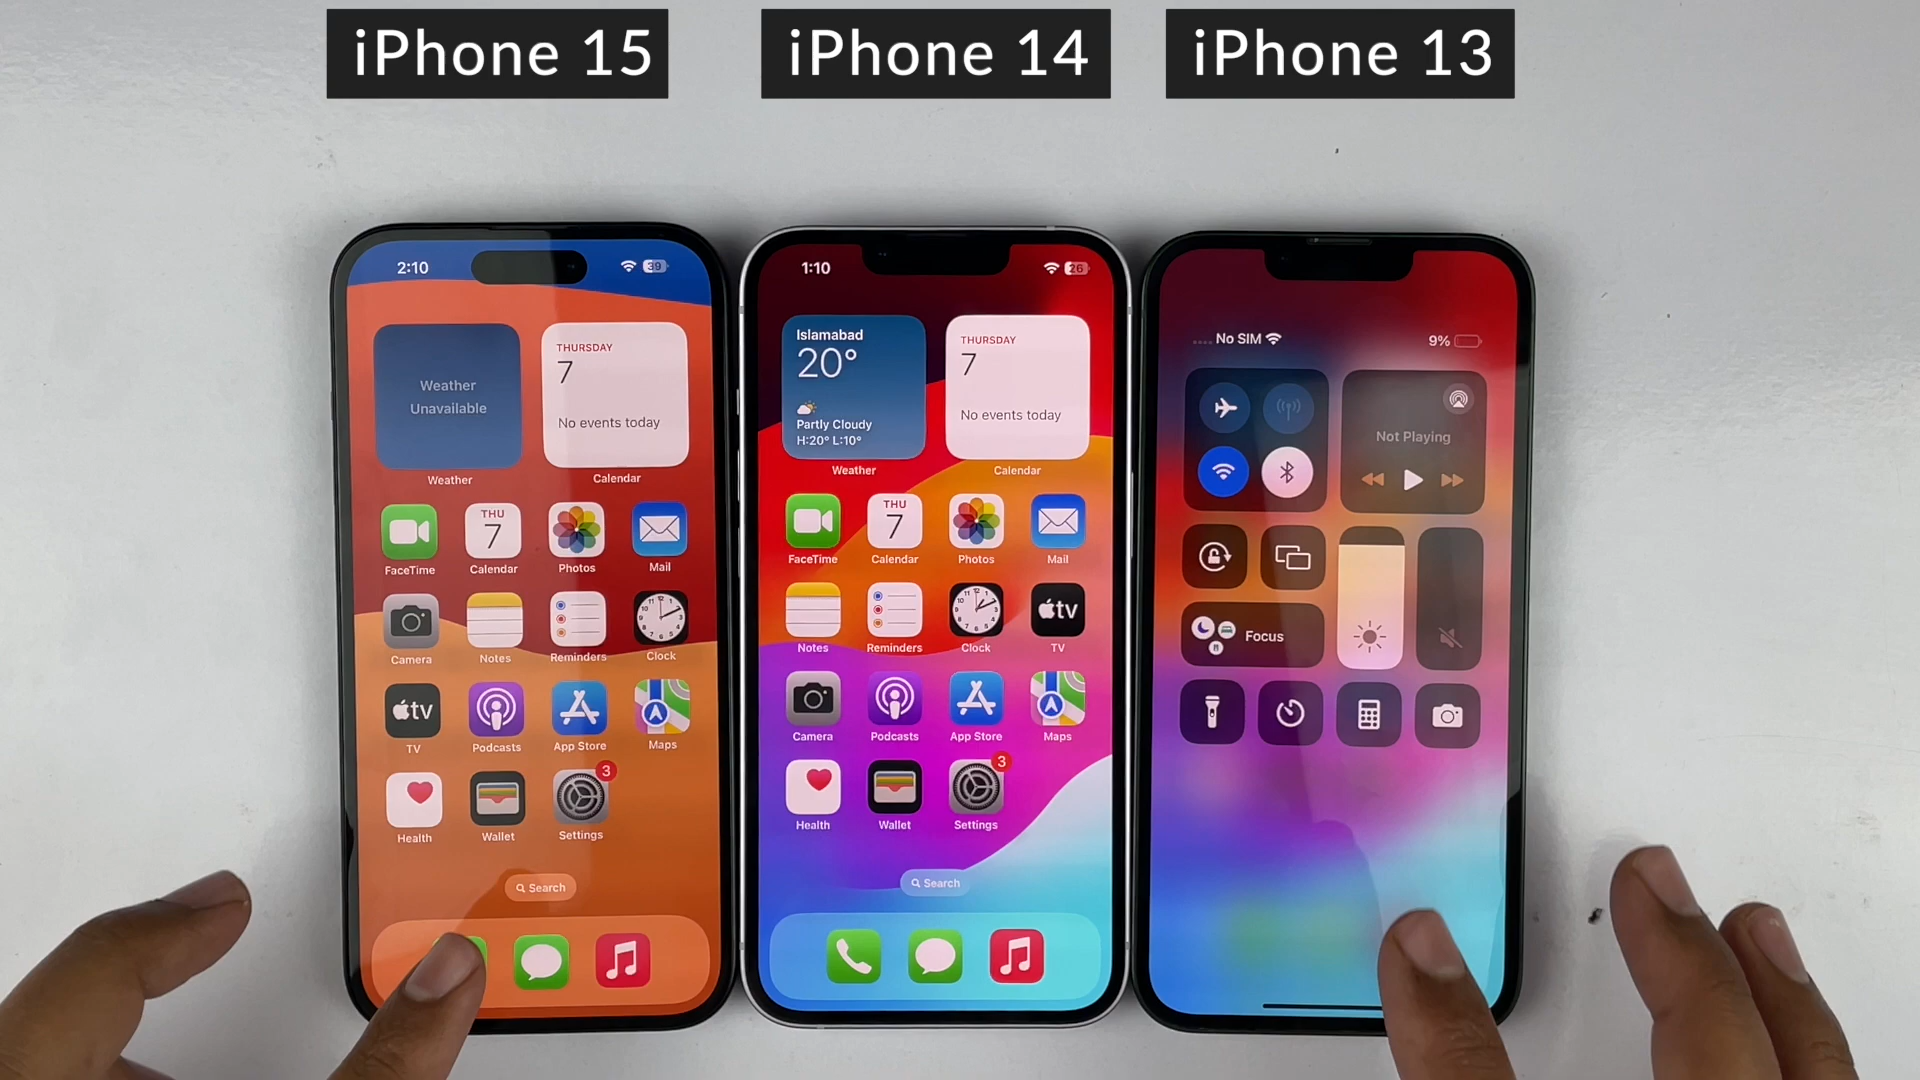 iPhone 15
iPhone 14
iPhone 13
2:10
39
Weather
Unavailable
Weather
THURSDAY
7
No events today
Calendar
FaceTime
THU
7
Calendar
Photos
Mail
Camera
Notes
Reminders
Clock
tv
TV
Podcasts
App Store
Maps
Health
Wallet
3
Settings
Search
1:10
26
Islamabad
20°
Partly Cloudy
H:20° L:10°
Weather
THURSDAY
7
No events today
Calendar
FaceTime
THU
7
Calendar
Photos
Mail
Notes
Reminders
Clock
tv
TV
Camera
Podcasts
App Store
Maps
Health
Wallet
3
Settings
Search
No SIM
9%
Not Playing
Focus